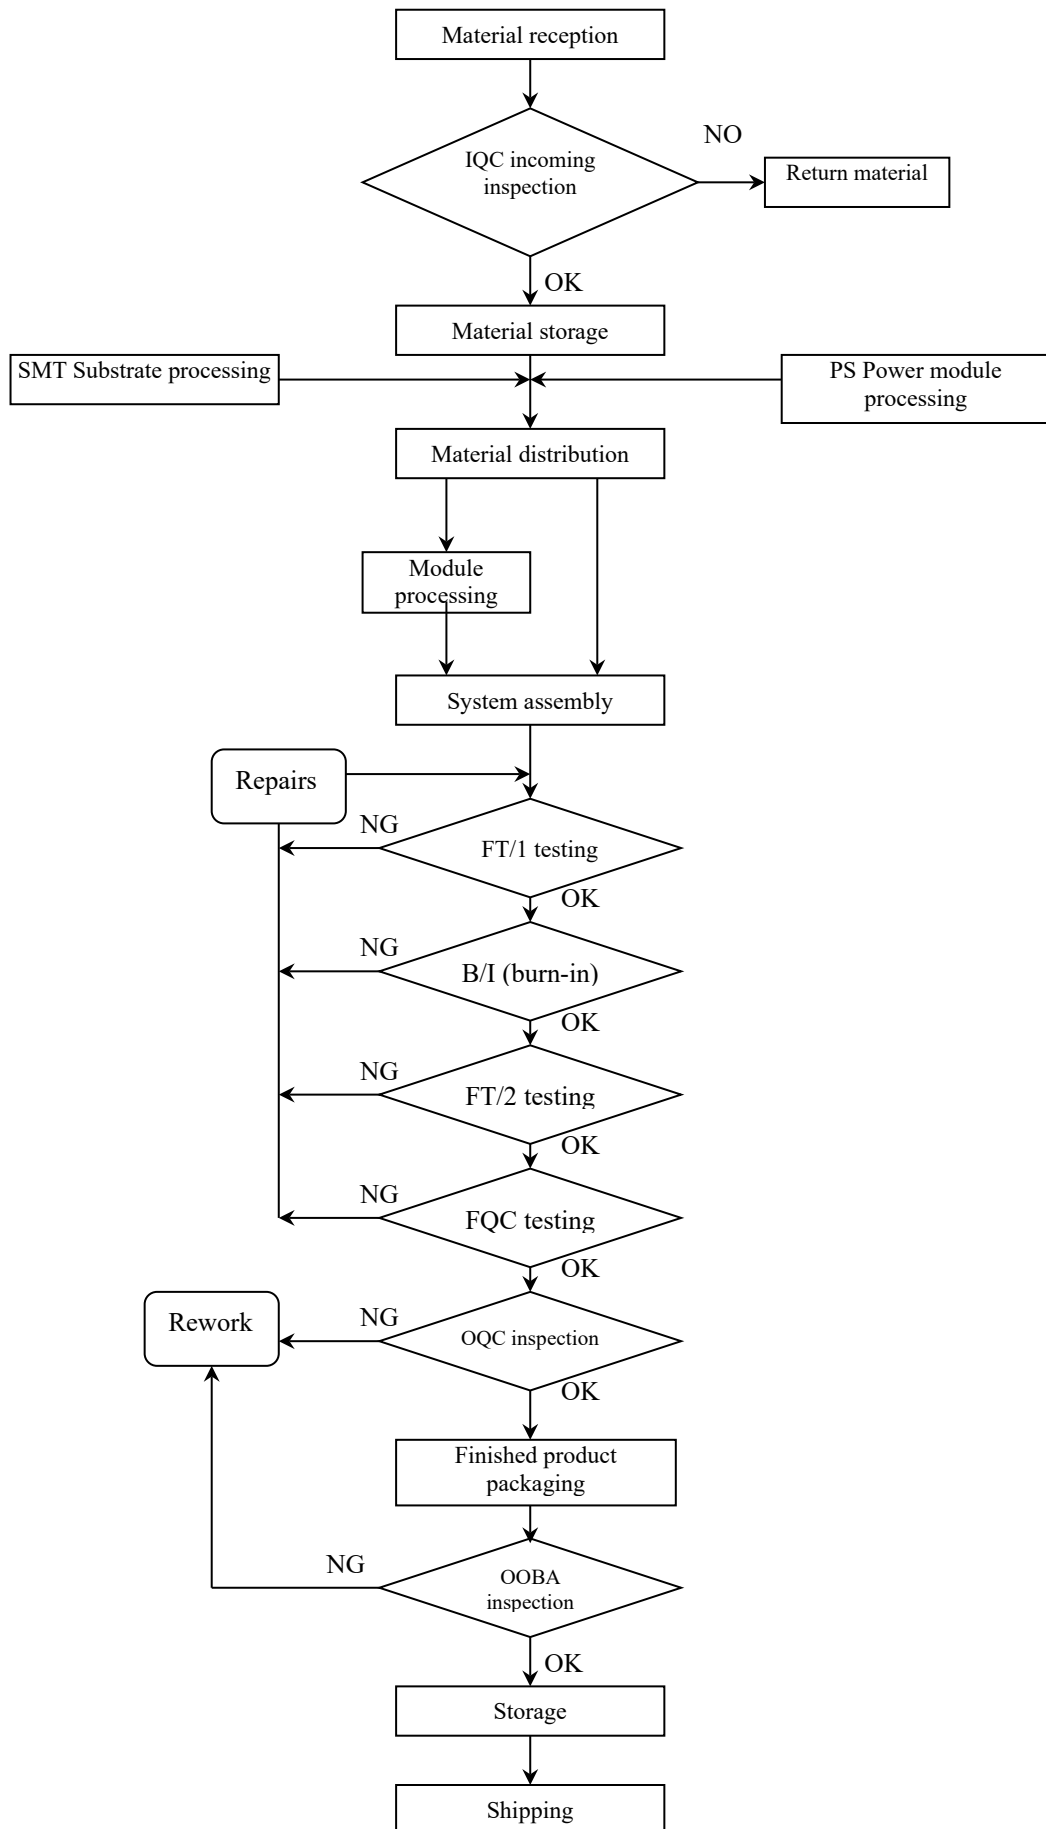 Material reception
NO
IQC incoming
inspection
Return material
OK
Material storage
SMT Substrate processing
PS Power module
processing
Material distribution
Module
processing
System assembly
Repairs
NG
FT/1 testing
OK
NG
B/I (burn-in)
OK
NG
FT/2 testing
OK
NG
FQC testing
OK
Rework
NG
OQC inspection
OK
Finished product
packaging
NG
OOBA
inspection
OK
Storage
Shipping